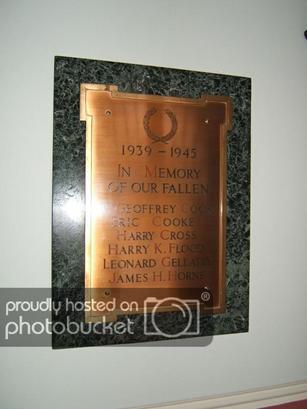 1939 – 1945
IN MEMORY
OF OUR FALLEN
GEOFFREY COOK
ERIC COOKE
HARRY CROSS
HARRY K. FLOOD
LEONARD GELLARD
JAMES H. HORNE
proudly hosted on
photobucket
®